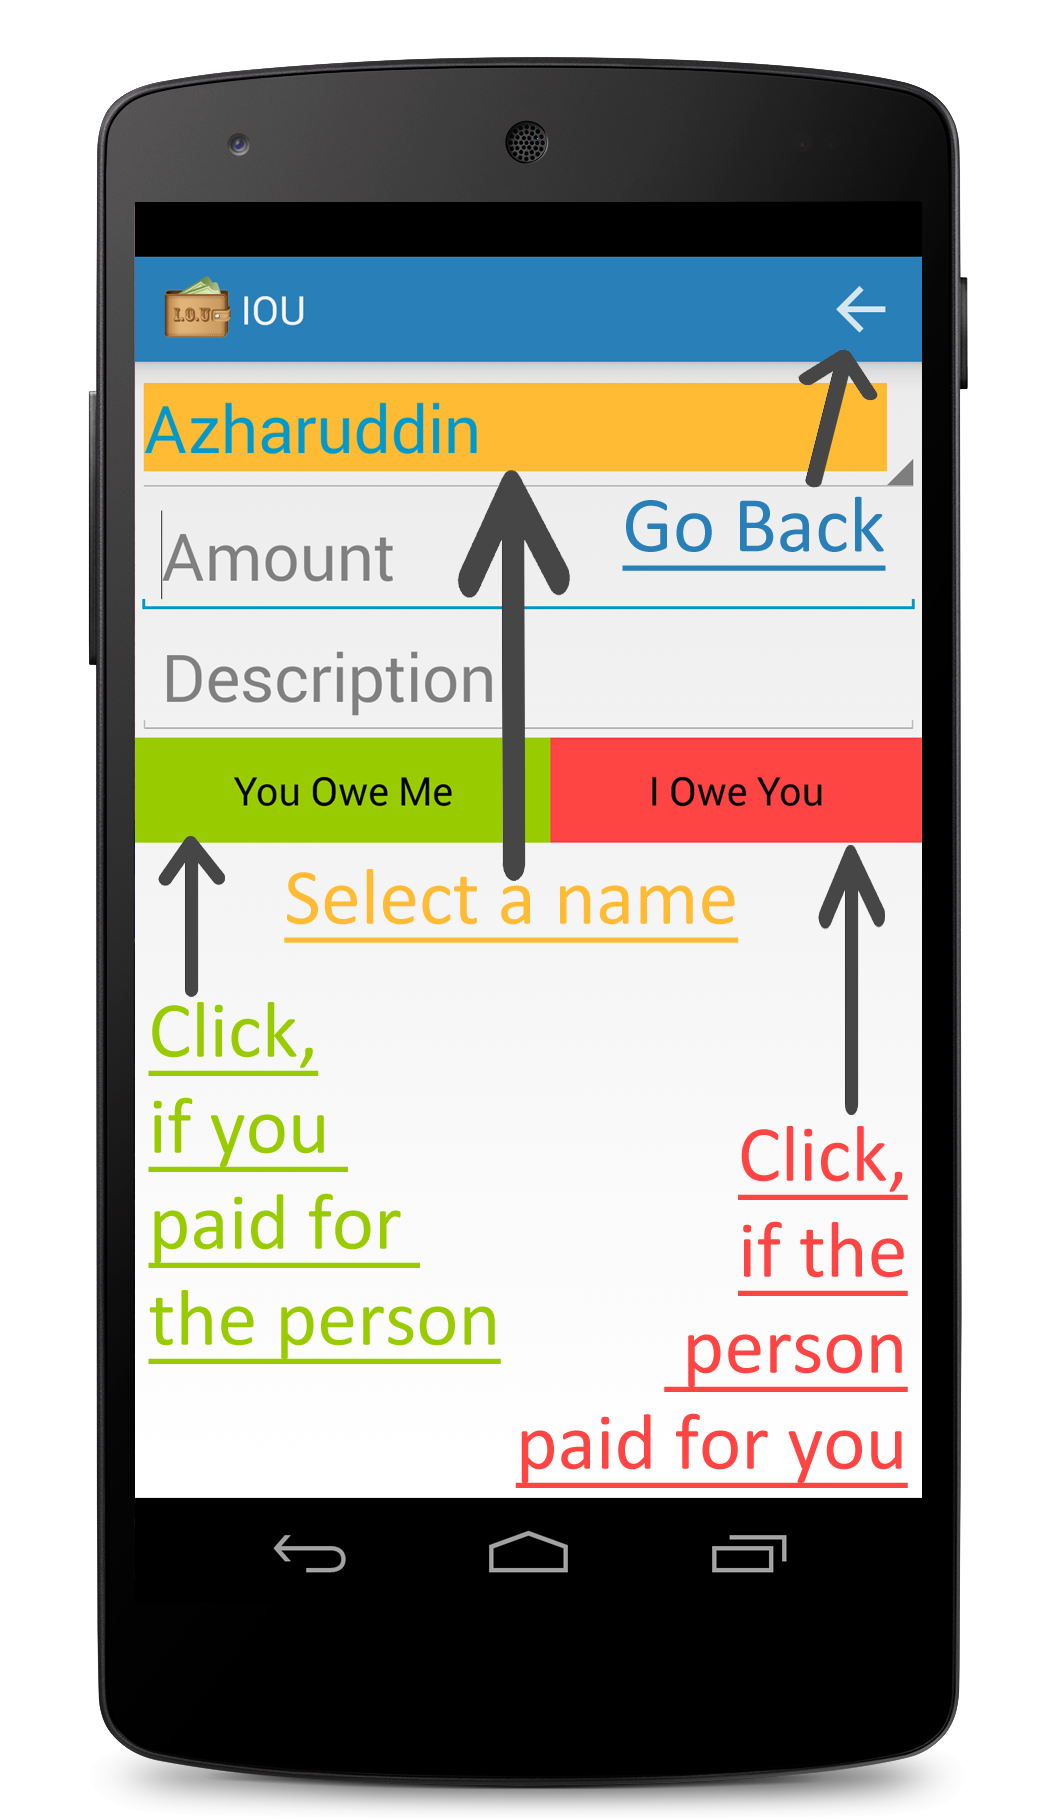 I.O.U
IOU
Azharuddin
Amount
Go Back
Description
You Owe Me
I Owe You
Select a name
Click,
if you
paid for
the person
Click,
if the
person
paid for you